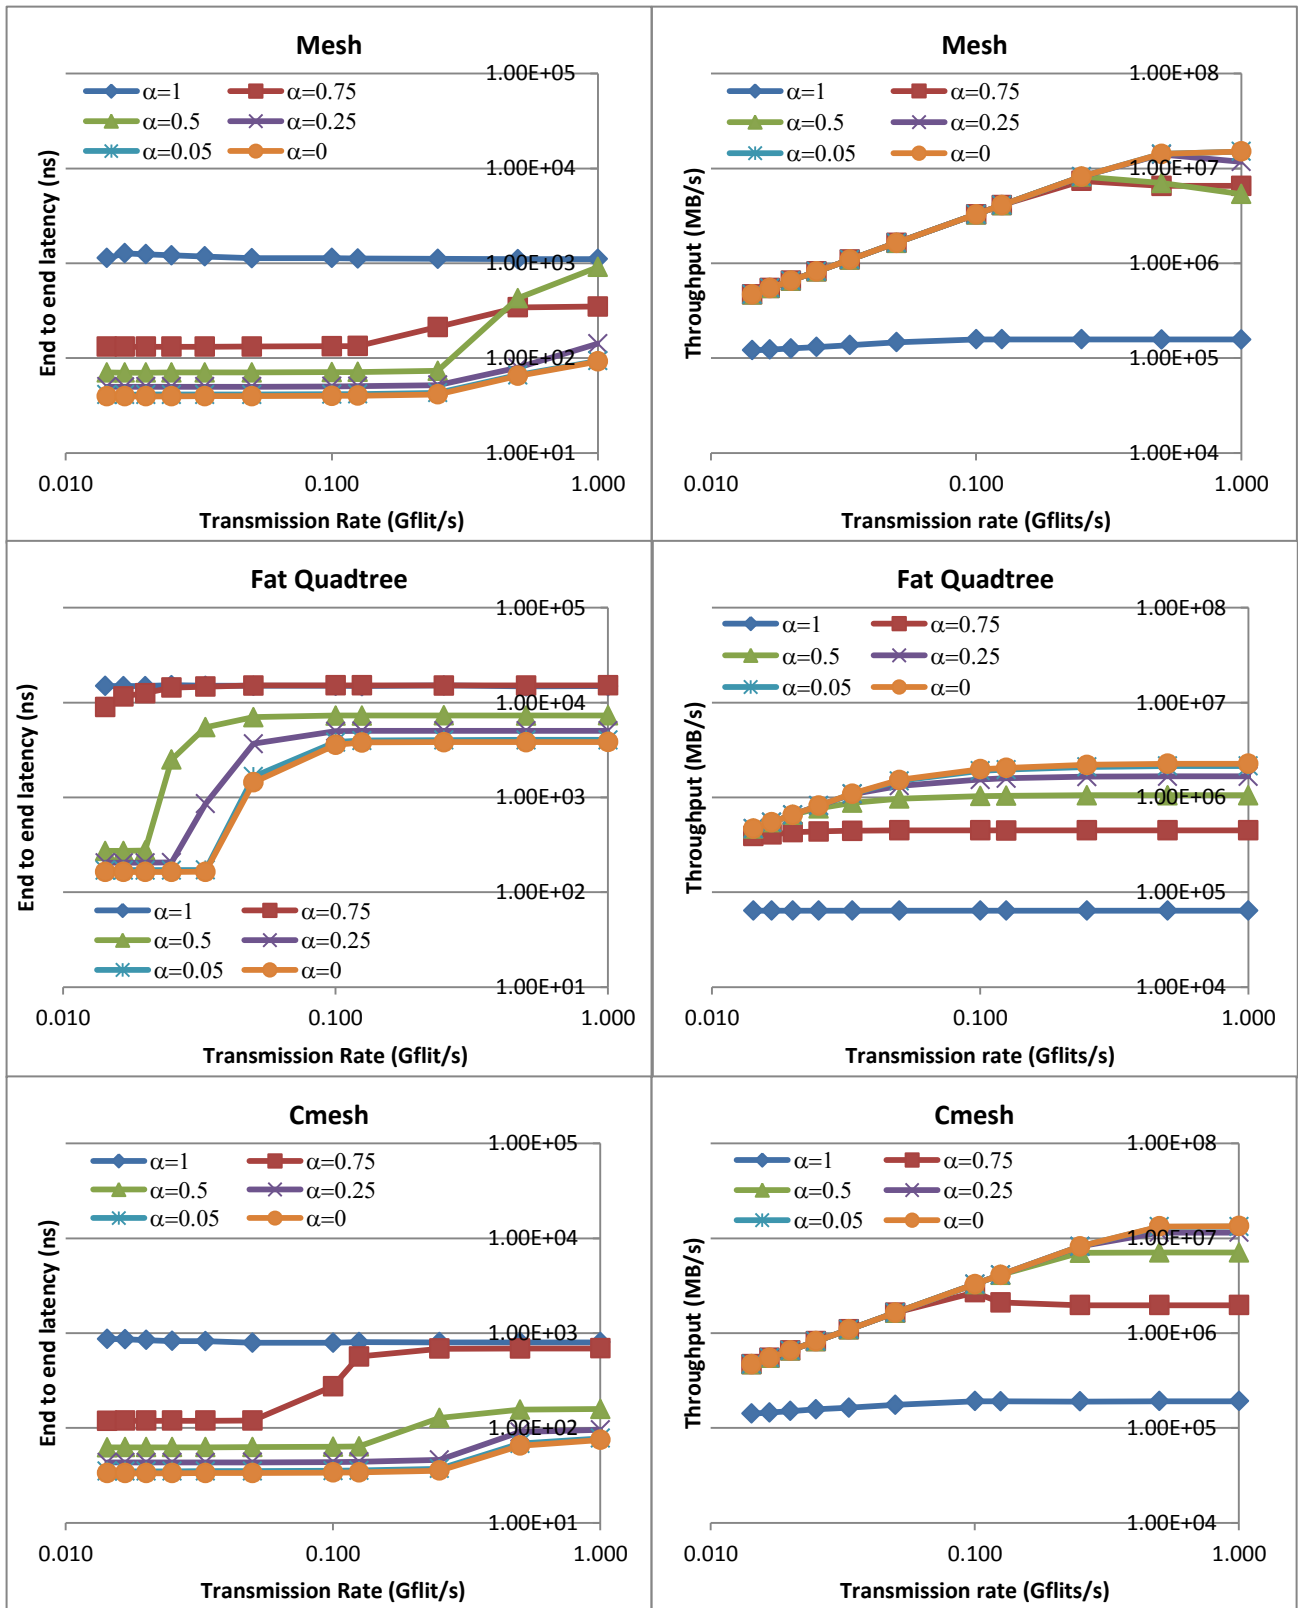 Mesh
1.00E+05
α=1 α=0.75
α=0.5 α=0.25
α=0.05 α=0
1.00E+04
1.00E+03
1.00E+02
1.00E+01
End to end latency (ns)
0.010 0.100 1.000
Transmission Rate (Gflit/s)
Mesh
1.00E+08
α=1 α=0.75
α=0.5 α=0.25
α=0.05 α=0
1.00E+07
1.00E+06
1.00E+05
1.00E+04
Throughput (MB/s)
0.010 0.100 1.000
Transmission rate (Gflits/s)
Fat Quadtree
1.00E+05
1.00E+04
1.00E+03
1.00E+02
α=1 α=0.75
α=0.5 α=0.25
α=0.05 α=0
1.00E+01
End to end latency (ns)
0.010 0.100 1.000
Transmission Rate (Gflit/s)
Fat Quadtree
1.00E+08
α=1 α=0.75
α=0.5 α=0.25
α=0.05 α=0
1.00E+07
1.00E+06
1.00E+05
1.00E+04
Throughput (MB/s)
0.010 0.100 1.000
Transmission rate (Gflits/s)
Cmesh
1.00E+05
α=1 α=0.75
α=0.5 α=0.25
α=0.05 α=0
1.00E+04
1.00E+03
1.00E+02
1.00E+01
End to end latency (ns)
0.010 0.100 1.000
Transmission Rate (Gflit/s)
Cmesh
1.00E+08
α=1 α=0.75
α=0.5 α=0.25
α=0.05 α=0
1.00E+07
1.00E+06
1.00E+05
1.00E+04
Throughput (MB/s)
0.010 0.100 1.000
Transmission rate (Gflits/s)